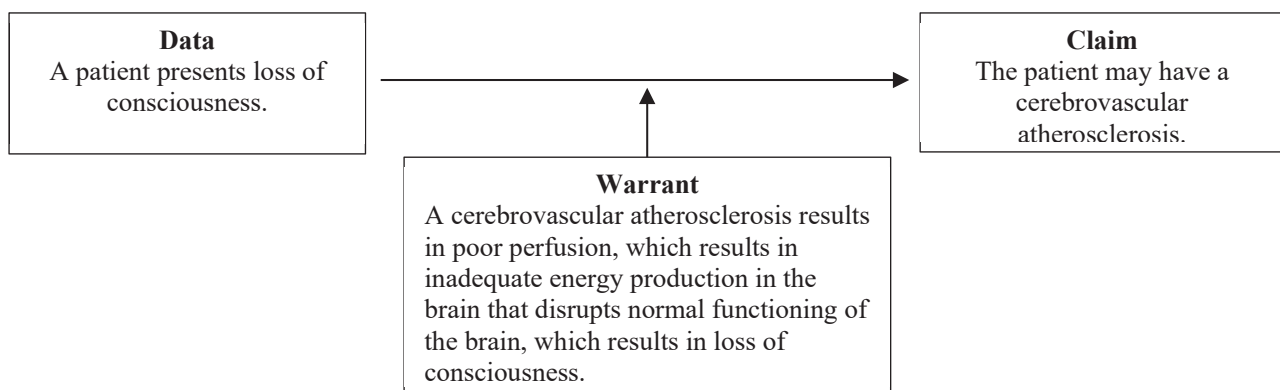 Data
A patient presents loss of
consciousness.
Claim
The patient may have a
cerebrovascular
atherosclerosis.
Warrant
A cerebrovascular atherosclerosis results
in poor perfusion, which results in
inadequate energy production in the
brain that disrupts normal functioning of
the brain, which results in loss of
consciousness.